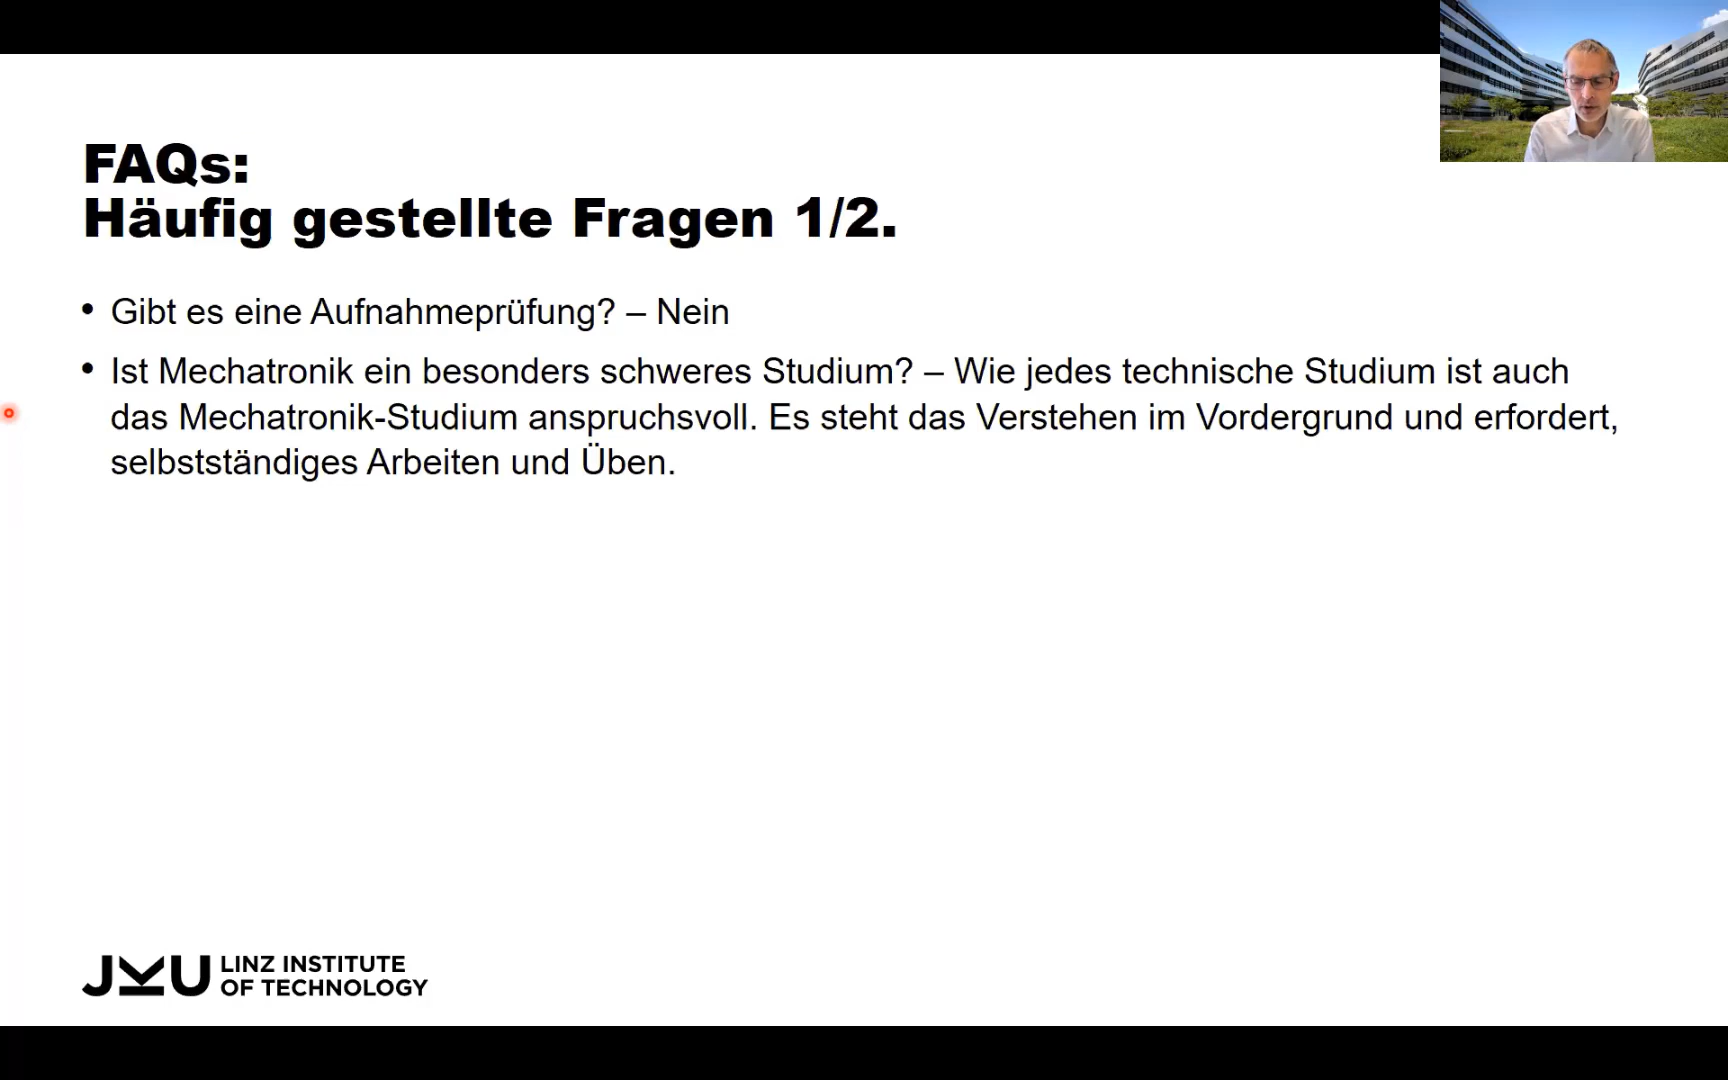 FAQs:
Häufig gestellte Fragen 1/2.
• Gibt es eine Aufnahmeprüfung? – Nein
• Ist Mechatronik ein besonders schweres Studium? – Wie jedes technische Studium ist auch
das Mechatronik-Studium anspruchsvoll. Es steht das Verstehen im Vordergrund und erfordert,
selbstständiges Arbeiten und Üben.
JKU LINZ INSTITUTE
OF TECHNOLOGY